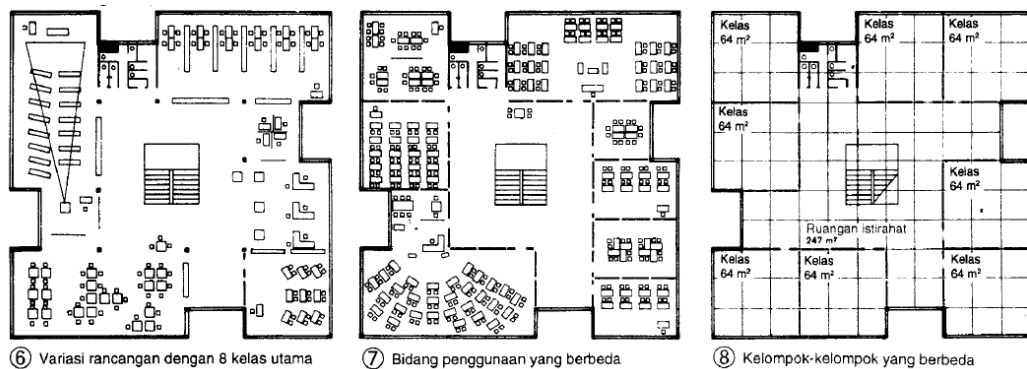 Kelas
64 m²
Kelas
64 m²
Kelas
64 m²
Kelas
64 m²
Kelas
64 m²
Ruangan istirahat
247 m²
Kelas
64 m²
Kelas
64 m²
Kelas
64 m²
6 Variasi rancangan dengan 8 kelas utama
7 Bidang penggunaan yang berbeda
8 Kelompok-kelompok yang berbeda